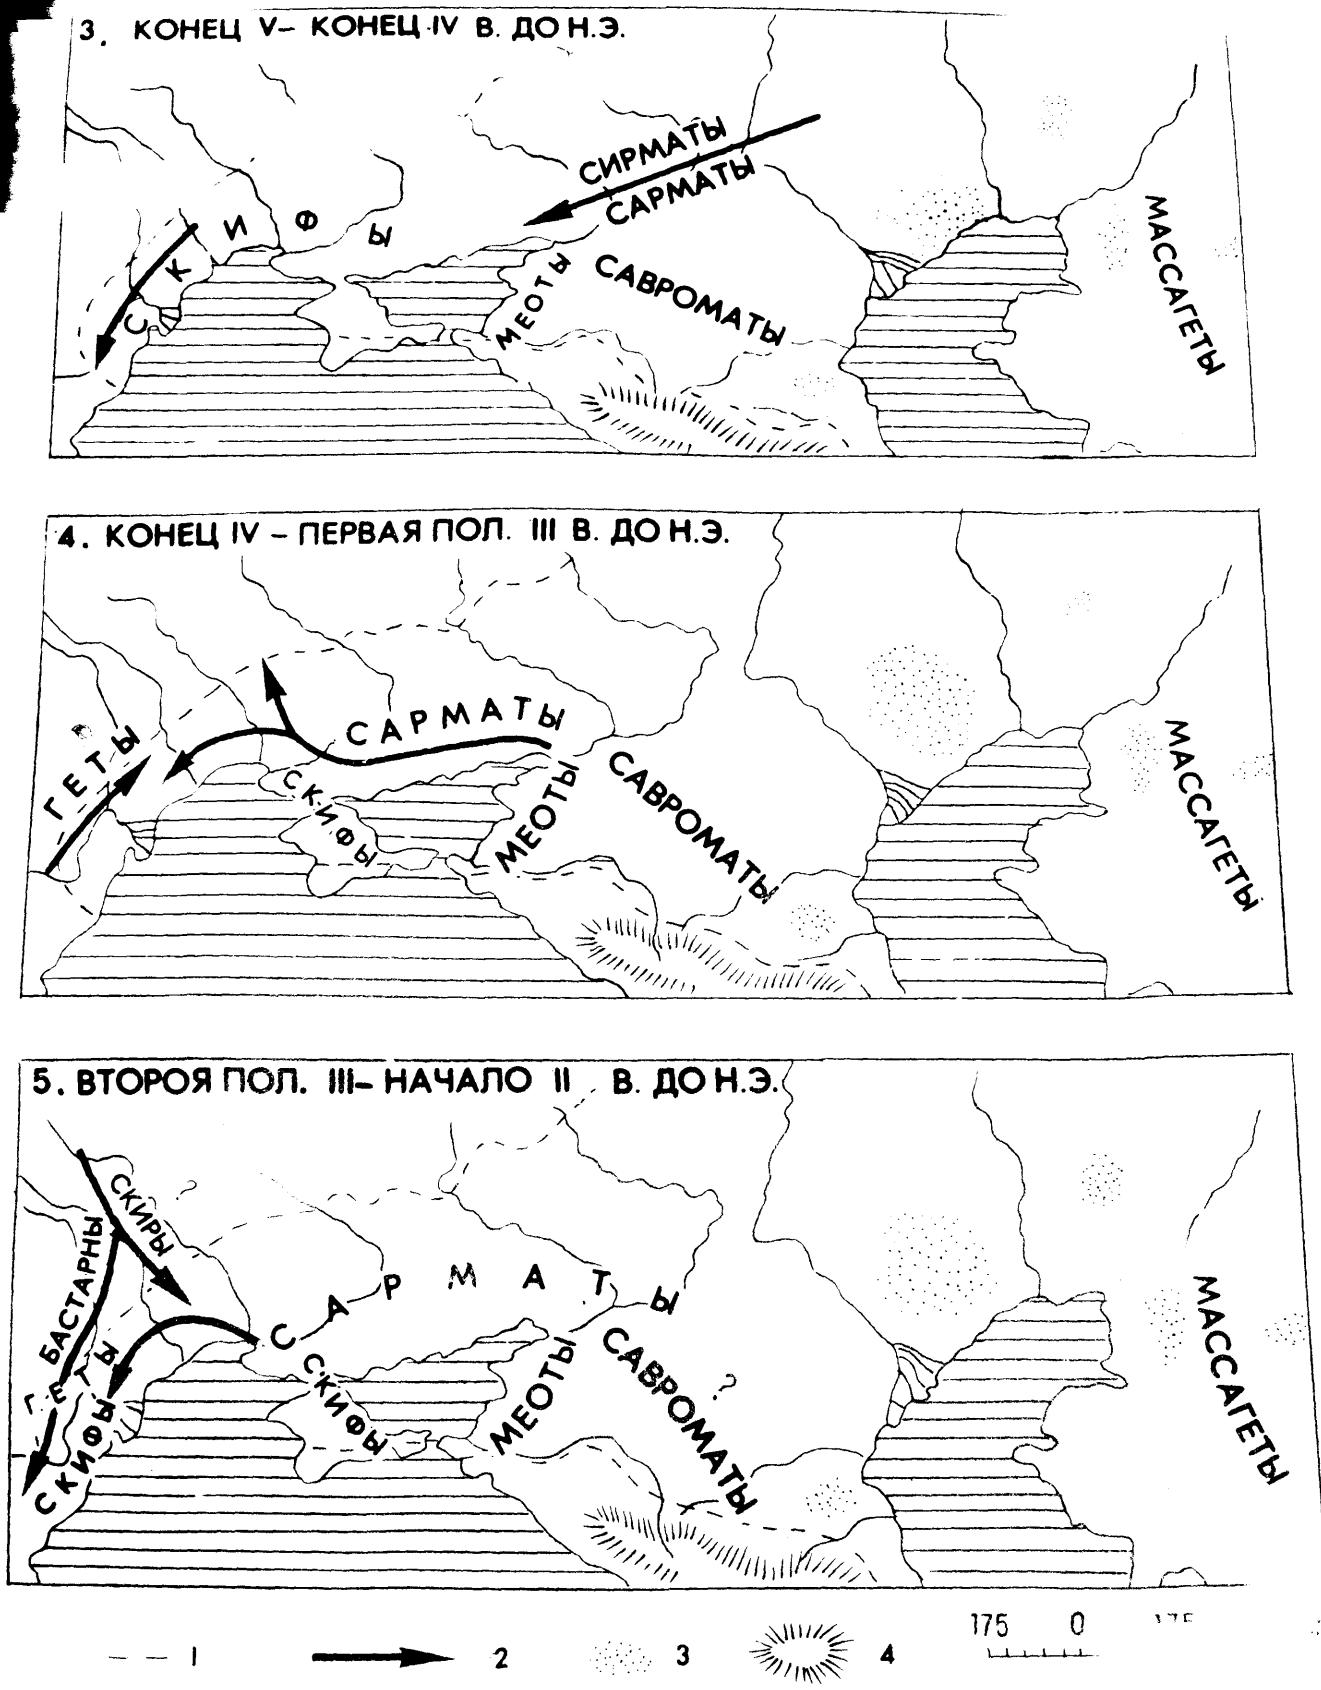 3. КОНЕЦ V– КОНЕЦ IV В. ДО Н.Э.
СИРМАТЫ
САРМАТЫ
СКИФЫ
МЕОТЫ
САВРОМАТЫ
МАССАГЕТЫ
4. КОНЕЦ IV – ПЕРВАЯ ПОЛ. III В. ДО Н.Э.
ГЕТЫ
САРМАТЫ
СКИФЫ
МЕОТЫ
САВРОМАТЫ
МАССАГЕТЫ
5. ВТОРОЯ ПОЛ. III– НАЧАЛО II В. ДО Н.Э.
СКИРЫ
?
БАСТАРНЫ
ГЕТЫ
СКИФЫ
САРМАТЫ
СКИФЫ
МЕОТЫ
САВРОМАТЫ
?
МАССАГЕТЫ
1
2
3
4
175 0 175